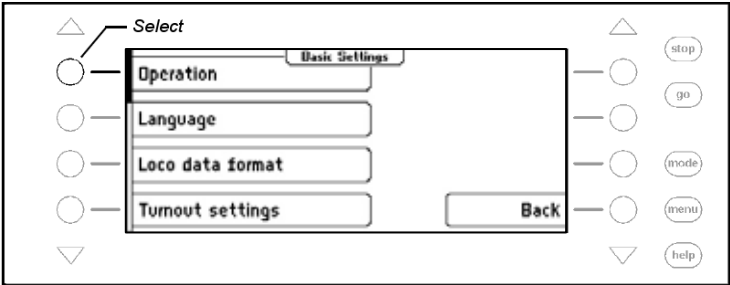 Select
Basic Settings
Operation
Language
Loco data format
Turnout settings
Back
stop
go
mode
menu
help